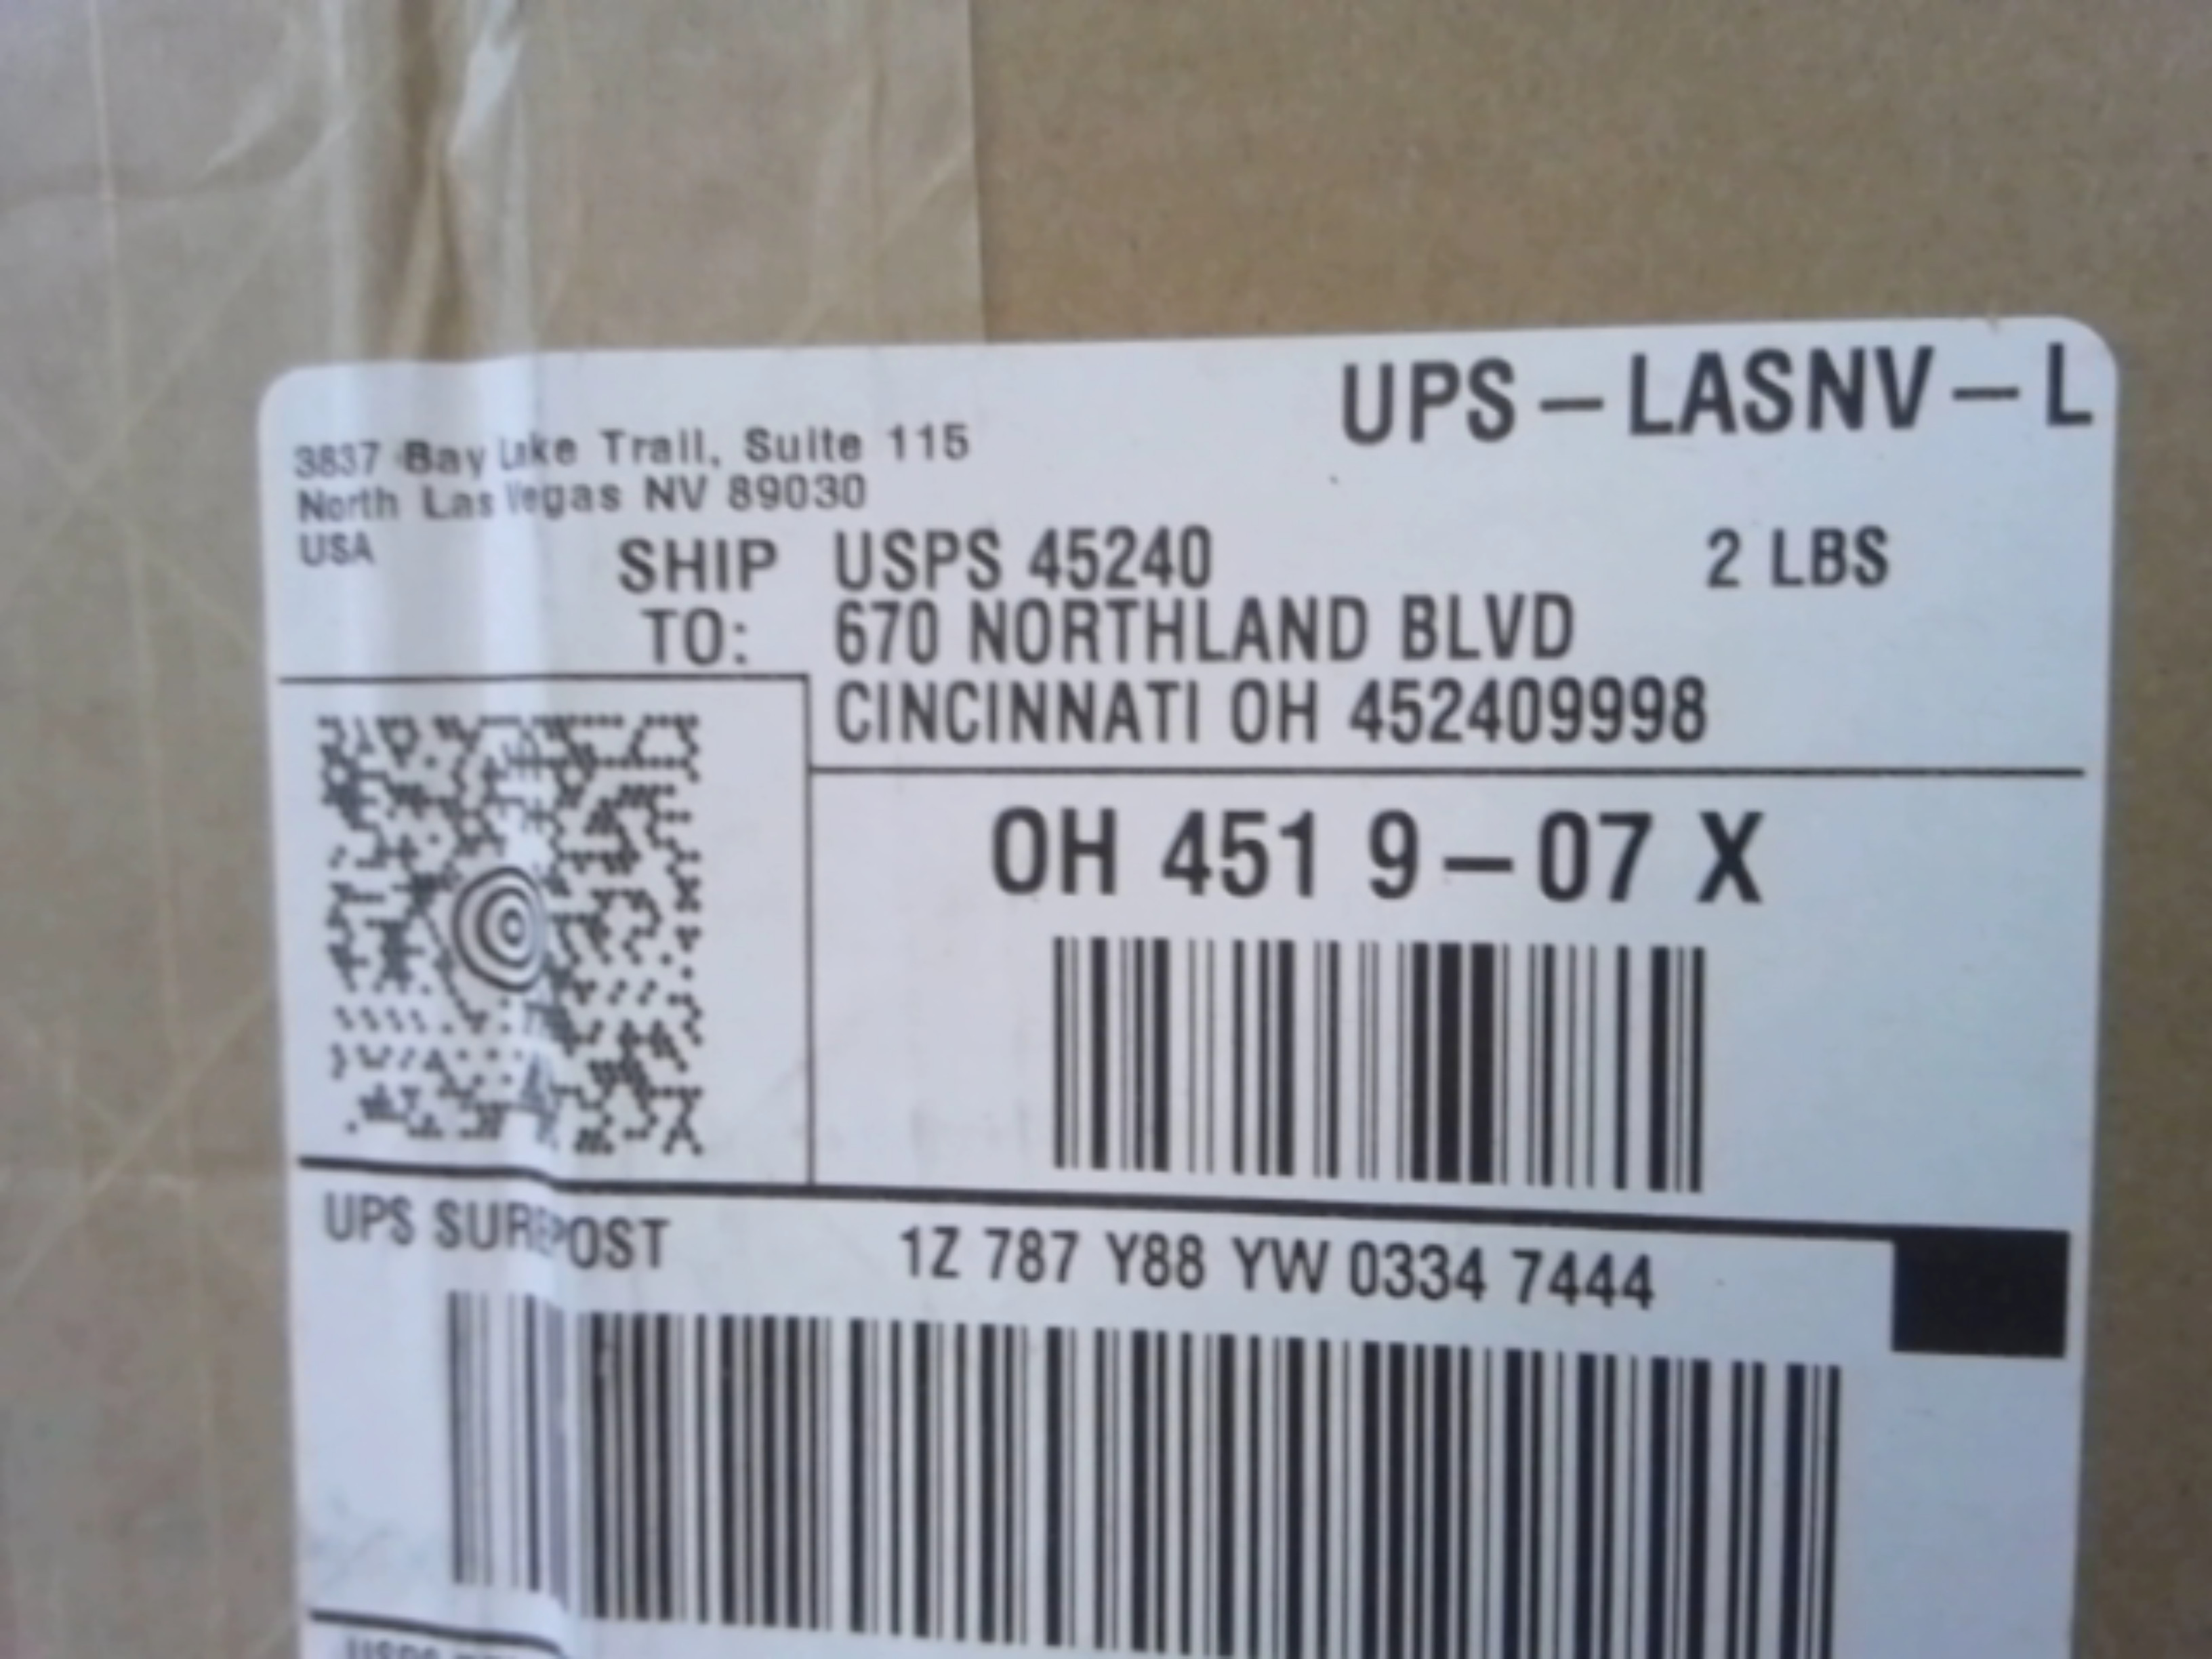 UPS – LASNV – L
3837 Bay Lake Trail, Suite 115
North Las Vegas NV 89030
USA
SHIP TO:
USPS 45240
2 LBS
670 NORTHLAND BLVD
CINCINNATI OH 452409998
OH 451 9 – 07 X
UPS SUREPOST
1Z 787 Y88 YW 0334 7444
USPS